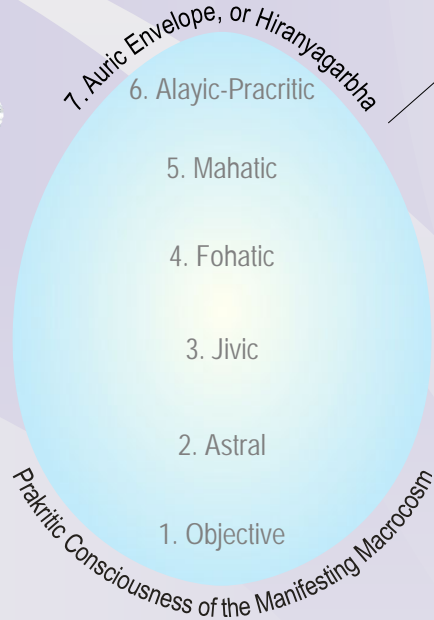 7. Auric Envelope, or Hiranyagarbha
6. Alayic-Pracritic
5. Mahatic
4. Fohatic
3. Jivic
2. Astral
1. Objective
Prakritic Consciousness of the Manifesting Macrocosm